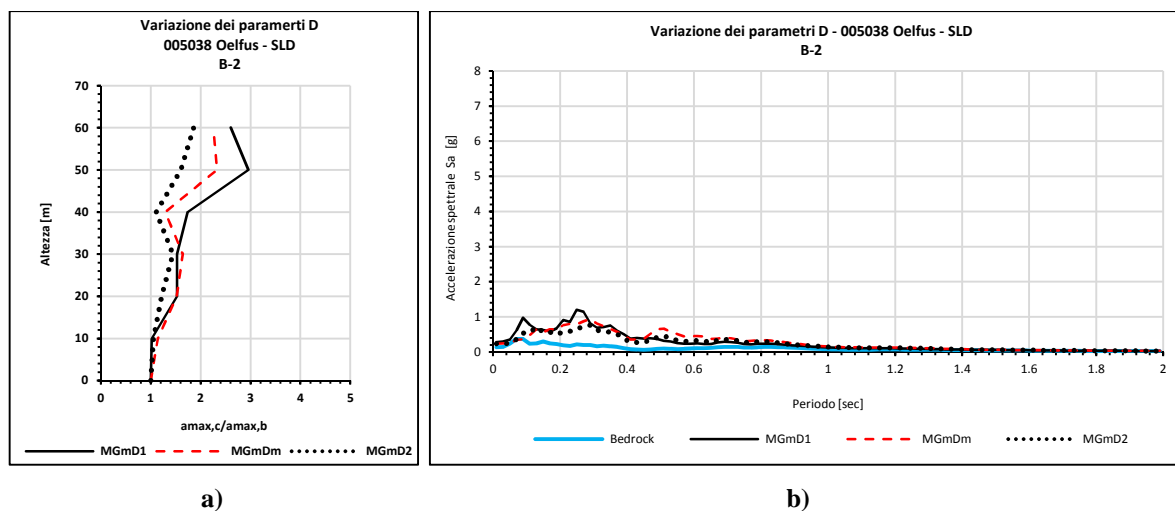 Variazione dei paramerti D
005038 Oelfus - SLD
B-2
70
60
50
40
30
20
10
0
Altezza [m]
0 1 2 3 4 5
amax,c/amax,b
MGmD1 MGmDm MGmD2
a)
Variazione dei parametri D - 005038 Oelfus - SLD
B-2
8
7
6
5
4
3
2
1
0
Accelerazione spettrale Sa [g]
0 0.2 0.4 0.6 0.8 1 1.2 1.4 1.6 1.8 2
Periodo [sec]
Bedrock MGmD1 MGmDm MGmD2
b)